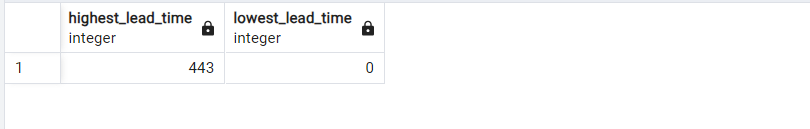 highest_lead_time lowest_lead_time
integer integer
1 443 0